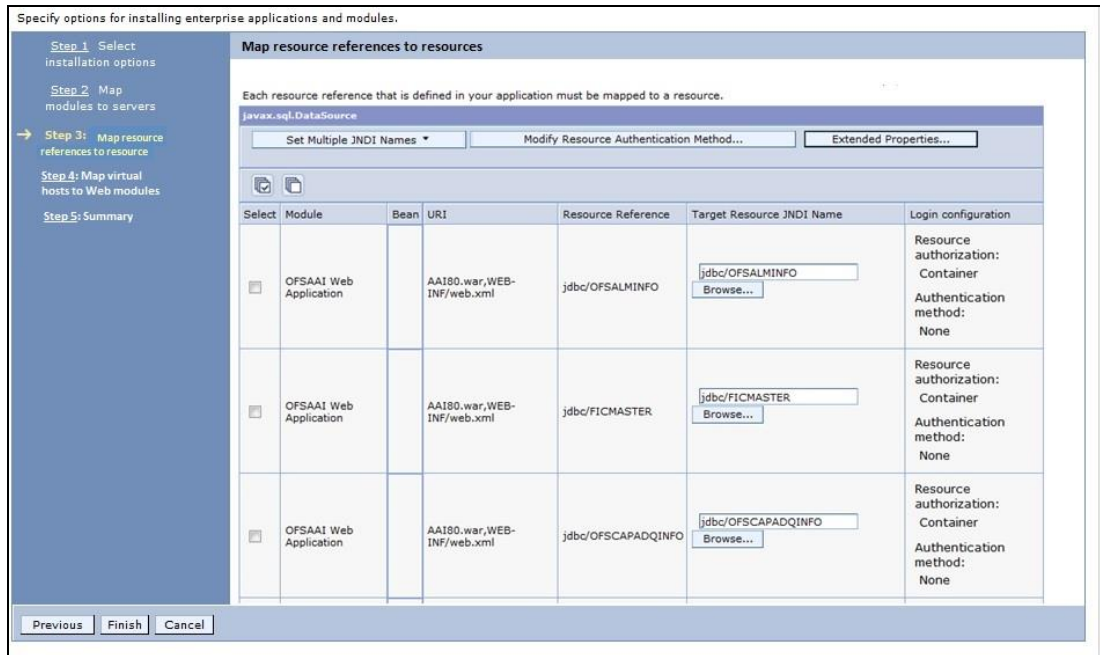 Specify options for installing enterprise applications and modules.
Step 1 Select
installation options
Step 2 Map
modules to servers
Step 3: Map resource
references to resource
Step 4: Map virtual
hosts to Web modules
Step 5: Summary
Map resource references to resources
Each resource reference that is defined in your application must be mapped to a resource.
javax.sql.DataSource
Set Multiple JNDI Names
Modify Resource Authentication Method...
Extended Properties...
Select Module Bean URI Resource Reference Target Resource JNDI Name Login configuration
OFSAAI Web
Application
AAI80.war,WEB-
INF/web.xml
jdbc/OFSALMINFO
jdbc/OFSALMINFO
Browse...
Resource
authorization:
Container
Authentication
method:
None
OFSAAI Web
Application
AAI80.war,WEB-
INF/web.xml
jdbc/FICMASTER
jdbc/FICMASTER
Browse...
Resource
authorization:
Container
Authentication
method:
None
OFSAAI Web
Application
AAI80.war,WEB-
INF/web.xml
jdbc/OFSCAPADQINFO
jdbc/OFSCAPADQINFO
Browse...
Resource
authorization:
Container
Authentication
method:
None
Previous Finish Cancel